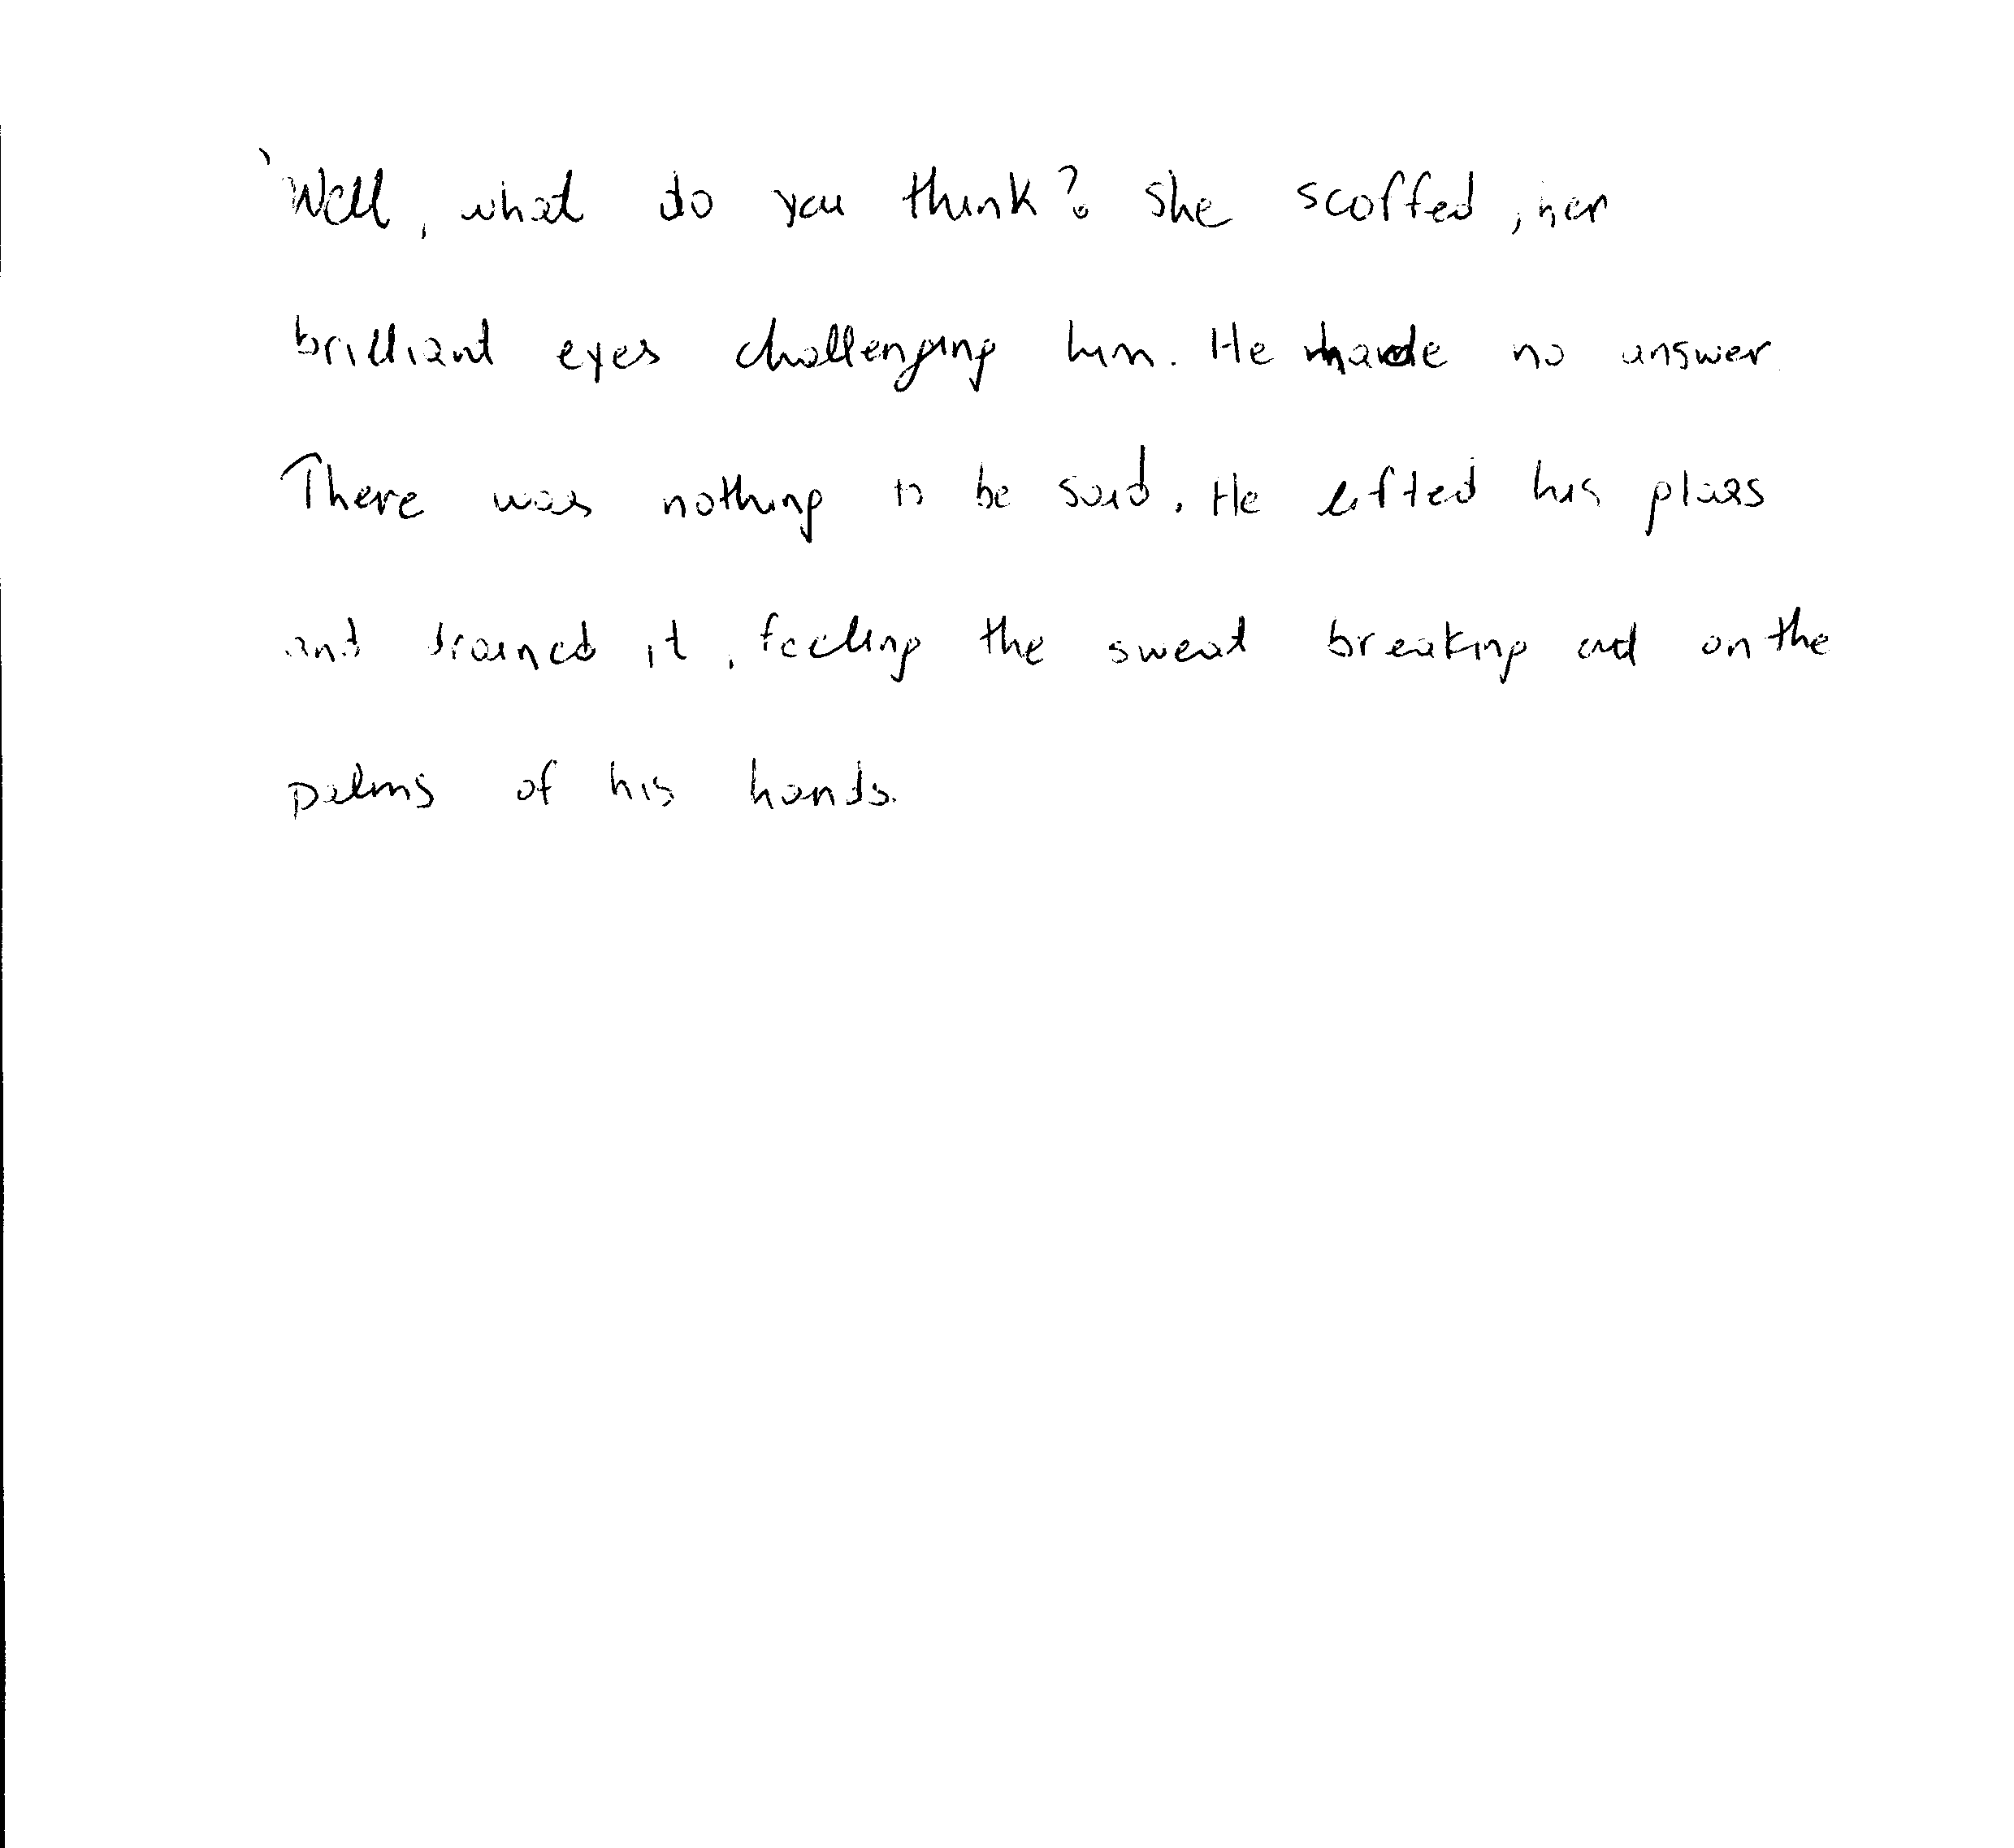 'Well, what do you think? She scoffed, her
brilliant eyes challenging him. He made no answer.
There was nothing to be said. He lifted his glass
and drained it, feeling the sweat breaking out on the
palms of his hands.